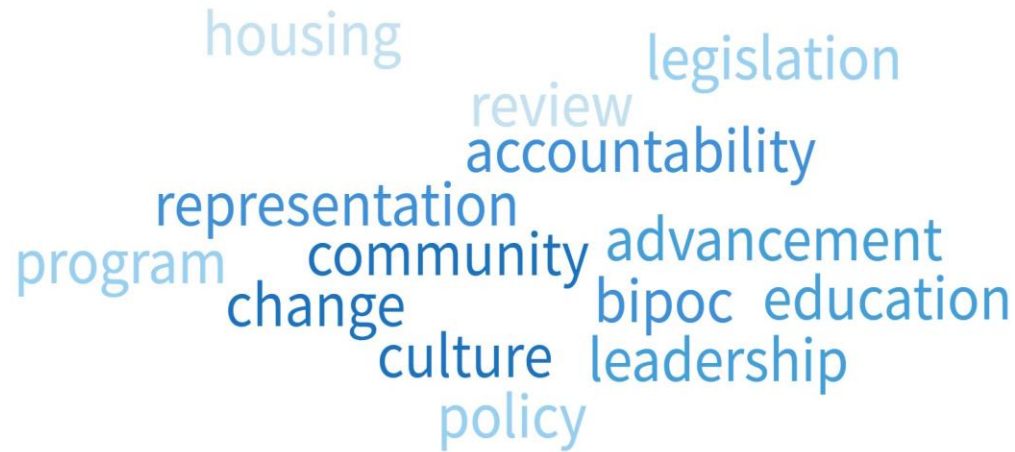 housing
legislation
review
accountability
representation
community
advancement
program
change
bipoc
education
culture
leadership
policy